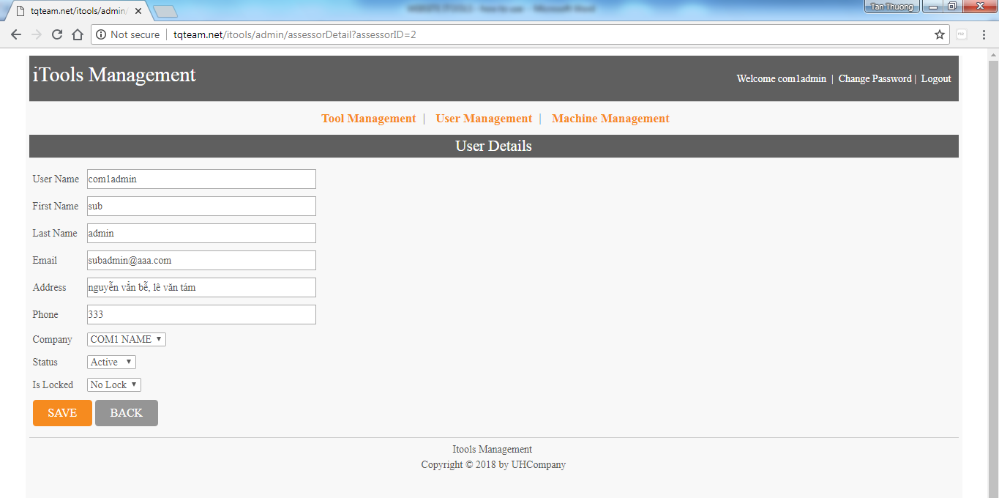 tqteam.net/itools/admin/
Tan Thuong
Not secure tqteam.net/itools/admin/assessorDetail?assessorID=2
iTools Management
Welcome com1admin | Change Password | Logout
Tool Management | User Management | Machine Management
User Details
User Name com1admin
First Name sub
Last Name admin
Email subadmin@aaa.com
Address nguyễn vẩn bễ, lê văn tám
Phone 333
Company COM1 NAME
Status Active
Is Locked No Lock
SAVE BACK
Itools Management
Copyright © 2018 by UHCompany